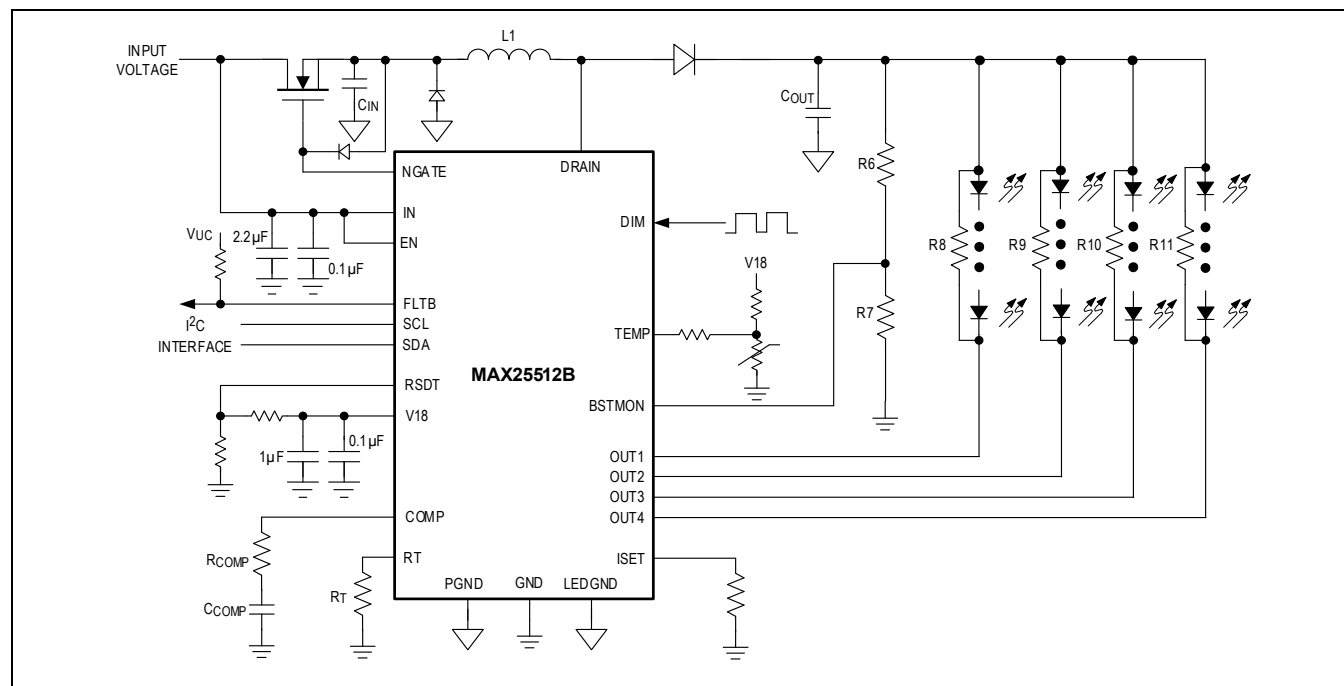 INPUT
VOLTAGE
L1
CIN
COUT
NGATE
DRAIN
R6
IN
DIM
EN
VUC
2.2µF
0.1µF
R8
R9
R10
R11
V18
FLTB
I2C
INTERFACE
SCL
SDA
TEMP
R7
MAX25512B
RSDT
BSTMON
V18
1µF
0.1µF
OUT1
OUT2
OUT3
OUT4
COMP
RCOMP
RT
ISET
CCOMP
RT
PGND
GND
LEDGND